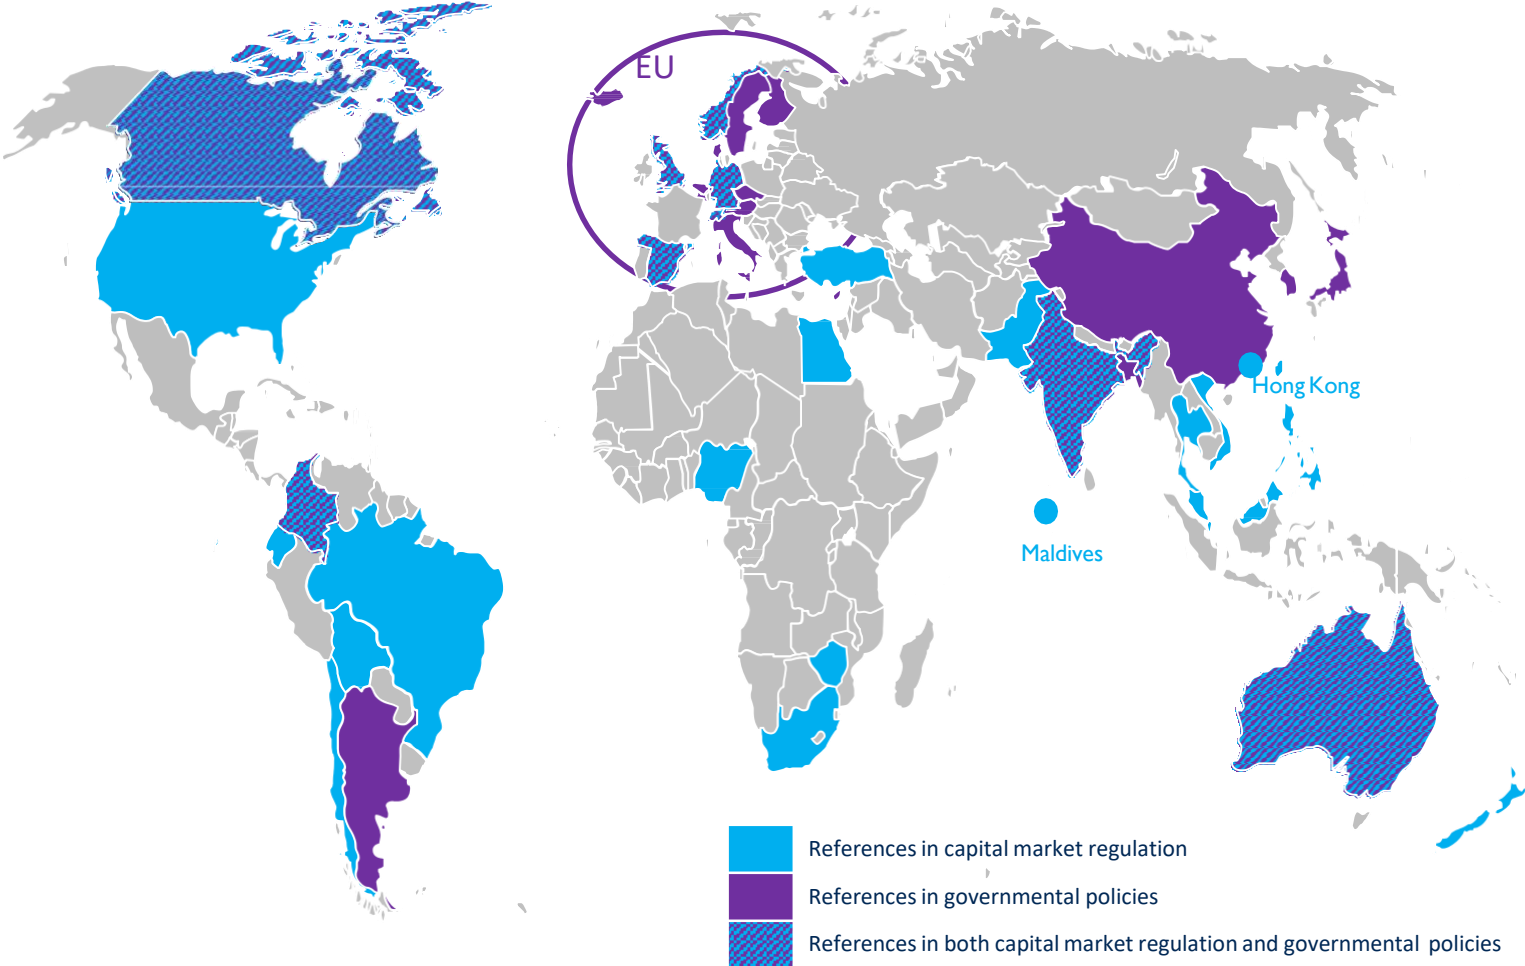 EU
Hong Kong
Maldives
References in capital market regulation
References in governmental policies
References in both capital market regulation and governmental policies